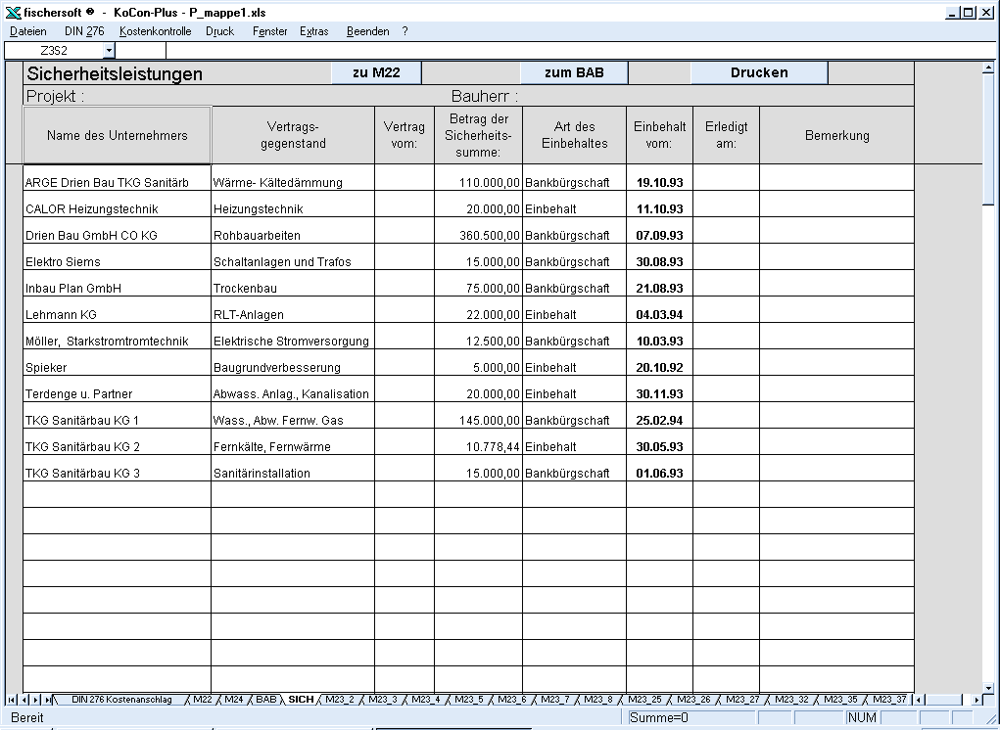 fischersoft ® - KoCon-Plus - P_mappe1.xls
Dateien DIN 276 Kostenkontrolle Druck Fenster Extras Beenden ?
Z3S2
Sicherheitsleistungen zu M22 zum BAB Drucken
Projekt : Bauherr :
Name des Unternehmers Vertrags- gegenstand Vertrag vom: Betrag der Sicherheits- summe: Art des Einbehaltes Einbehalt vom: Erledigt am: Bemerkung
ARGE Drien Bau TKG Sanitärb Wärme- Kältedämmung 110.000,00 Bankbürgschaft 19.10.93
CALOR Heizungstechnik Heizungstechnik 20.000,00 Einbehalt 11.10.93
Drien Bau GmbH CO KG Rohbauarbeiten 360.500,00 Bankbürgschaft 07.09.93
Elektro Siems Schaltanlagen und Trafos 15.000,00 Bankbürgschaft 30.08.93
Inbau Plan GmbH Trockenbau 75.000,00 Bankbürgschaft 21.08.93
Lehmann KG RLT-Anlagen 22.000,00 Einbehalt 04.03.94
Möller, Starkstromtromtechnik Elektrische Stromversorgung 12.500,00 Bankbürgschaft 10.03.93
Spieker Baugrundverbesserung 5.000,00 Einbehalt 20.10.92
Terdenge u. Partner Abwass. Anlag., Kanalisation 20.000,00 Einbehalt 30.11.93
TKG Sanitärbau KG 1 Wass., Abw. Fernw. Gas 145.000,00 Bankbürgschaft 25.02.94
TKG Sanitärbau KG 2 Fernkälte, Fernwärme 10.778,44 Einbehalt 30.05.93
TKG Sanitärbau KG 3 Sanitärinstallation 15.000,00 Bankbürgschaft 01.06.93
DIN 276 Kostenanschlag M22 M24 BAB SICH M23_2 M23_3 M23_4 M23_5 M23_6 M23_7 M23_8 M23_25 M23_26 M23_27 M23_32 M23_35 M23_37
Bereit Summe=0 NUM